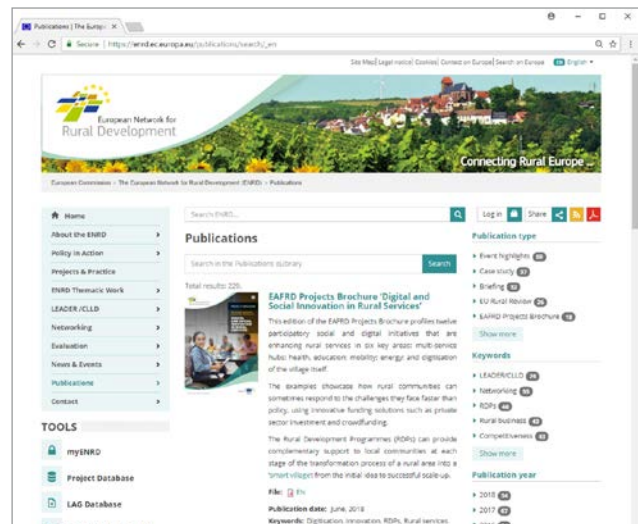 Publications | The Europ
Secure | https://enrd.ec.europa.eu/publications/search/_en
Site Map| Legal notice| Cookies| Contact on Europa| Search on Europa EN English
European Network for
Rural Development
Connecting Rural Europe ...
European Commission > The European Network for Rural Development (ENRD) > Publications
Home
About the ENRD
Policy in Action
Projects & Practice
ENRD Thematic Work
LEADER /CLLD
Networking
Evaluation
News & Events
Publications
Contact
TOOLS
myENRD
Project Database
LAG Database
Search ENRD...
Publications
Search in the Publications Library
Search
Total results: 226.
EAFRD Projects Brochure 'Digital and
Social Innovation in Rural Services'
This edition of the EAFRD Projects Brochure profiles twelve
participatory social and digital initiatives that are
enhancing rural services in six key areas: multi-service
hubs; health; education; mobility; energy; and digitisation
of the village itself.
The examples showcase how rural communities can
sometimes respond to the challenges they face faster than
policy, using innovative funding solutions such as private
sector investment and crowdfunding.
The Rural Development Programmes (RDPs) can provide
complementary support to local communities at each
stage of the transformation process of a rural area into a
'smart village' from the initial idea to successful scale-up.
File: EN
Publication date: June, 2018
Keywords: Digitisation, Innovation, RDPs, Rural services
Log in Share
Publication type
Event highlights
Case study
Briefing
EU Rural Review
EAFRD Projects Brochure
Show more
Keywords
LEADER/CLLD
Networking
RDPs
Rural business
Competitiveness
Show more
Publication year
2018
2017